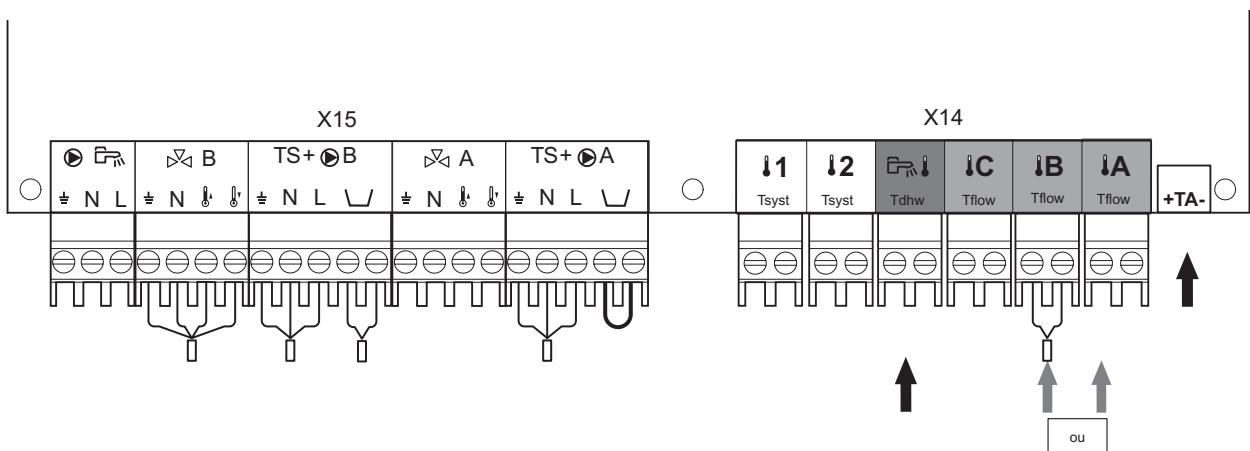 X15
B
TS+ B
A
TS+ A
N L
N
N L
N
N L
X14
1
2
C
B
A
Tsyst
Tsyst
Tdhw
Tflow
Tflow
Tflow
+TA-
ou